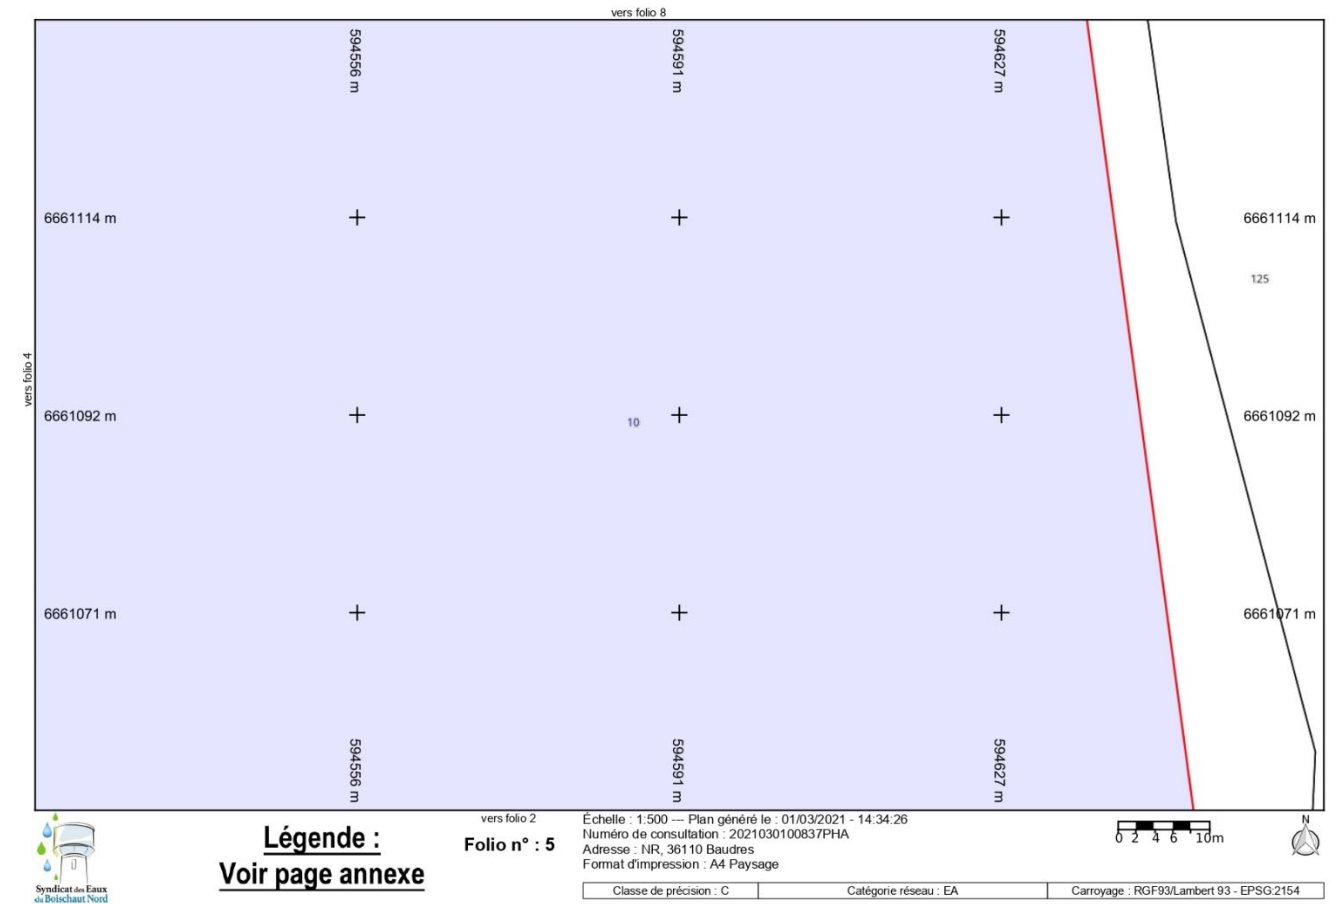 vers folio 8
594556 m
594591 m
594627 m
6661114 m
6661114 m
125
vers folio 4
6661092 m
10
6661092 m
6661071 m
6661071 m
594556 m
594591 m
594627 m
Syndicat des Eaux
du Boischaut Nord
Légende :
Voir page annexe
vers folio 2
Folio n° : 5
Échelle : 1:500 --- Plan généré le : 01/03/2021 - 14:34:26
Numéro de consultation : 2021030100837PHA
Adresse : NR, 36110 Baudres
Format d'impression : A4 Paysage
Classe de précision : C
Catégorie réseau : EA
Carroyage : RGF93/Lambert 93 - EPSG:2154
0 2 4 6 10m
N